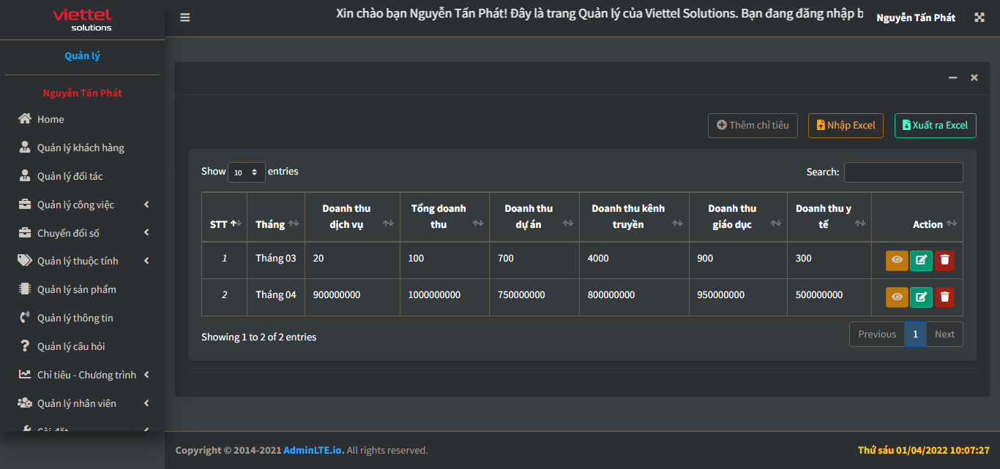 viettel
solutions
Quản lý
Nguyễn Tấn Phát
Home
Quản lý khách hàng
Quản lý đối tác
Quản lý công việc
Chuyển đổi số
Quản lý thuộc tính
Quản lý sản phẩm
Quản lý thông tin
Quản lý câu hỏi
Chỉ tiêu - Chương trình
Quản lý nhân viên
Cài đặt
Xin chào bạn Nguyễn Tấn Phát! Đây là trang Quản lý của Viettel Solutions. Bạn đang đăng nhập
Nguyễn Tấn Phát
Thêm chỉ tiêu
Nhập Excel
Xuất ra Excel
Show 10 entries
Search:
STT Tháng Doanh thu dịch vụ Tổng doanh thu Doanh thu dự án Doanh thu kênh truyền Doanh thu giáo dục Doanh thu y tế Action
1 Tháng 03 20 100 700 4000 900 300
2 Tháng 04 900000000 1000000000 750000000 800000000 950000000 500000000
Showing 1 to 2 of 2 entries
Previous 1 Next
Copyright © 2014-2021 AdminLTE.io. All rights reserved.
Thứ sáu 01/04/2022 10:07:27